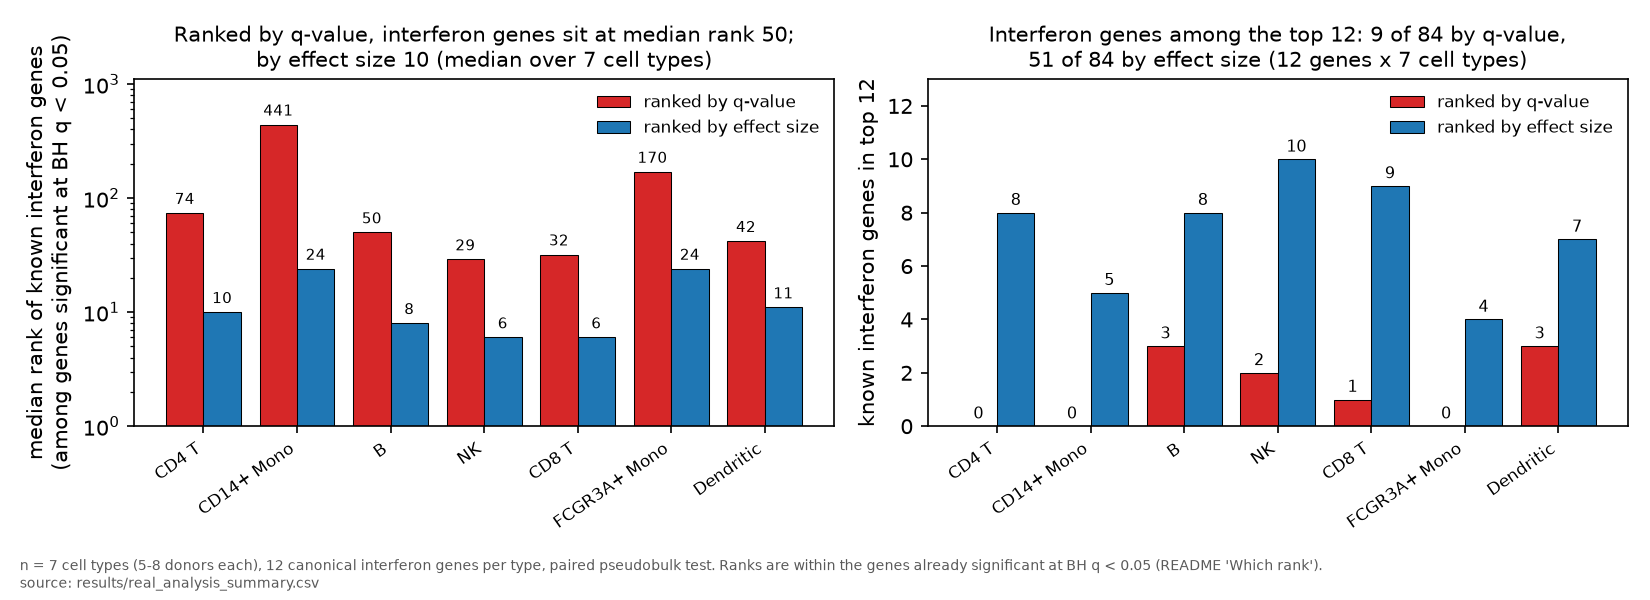 Ranked by q-value, interferon genes sit at median rank 50;
by effect size 10 (median over 7 cell types)
median rank of known interferon genes
(among genes significant at BH q < 0.05)
10³
10²
10¹
10⁰
ranked by q-value
ranked by effect size
74
10
441
24
50
8
29
6
32
6
170
24
42
11
CD4 T
CD14+ Mono
B
NK
CD8 T
FCGR3A+ Mono
Dendritic
Interferon genes among the top 12: 9 of 84 by q-value,
51 of 84 by effect size (12 genes x 7 cell types)
known interferon genes in top 12
12
10
8
6
4
2
0
ranked by q-value
ranked by effect size
0
8
0
5
3
8
2
10
1
9
0
4
3
7
CD4 T
CD14+ Mono
B
NK
CD8 T
FCGR3A+ Mono
Dendritic
n = 7 cell types (5-8 donors each), 12 canonical interferon genes per type, paired pseudobulk test. Ranks are within the genes already significant at BH q < 0.05 (README 'Which rank').
source: results/real_analysis_summary.csv